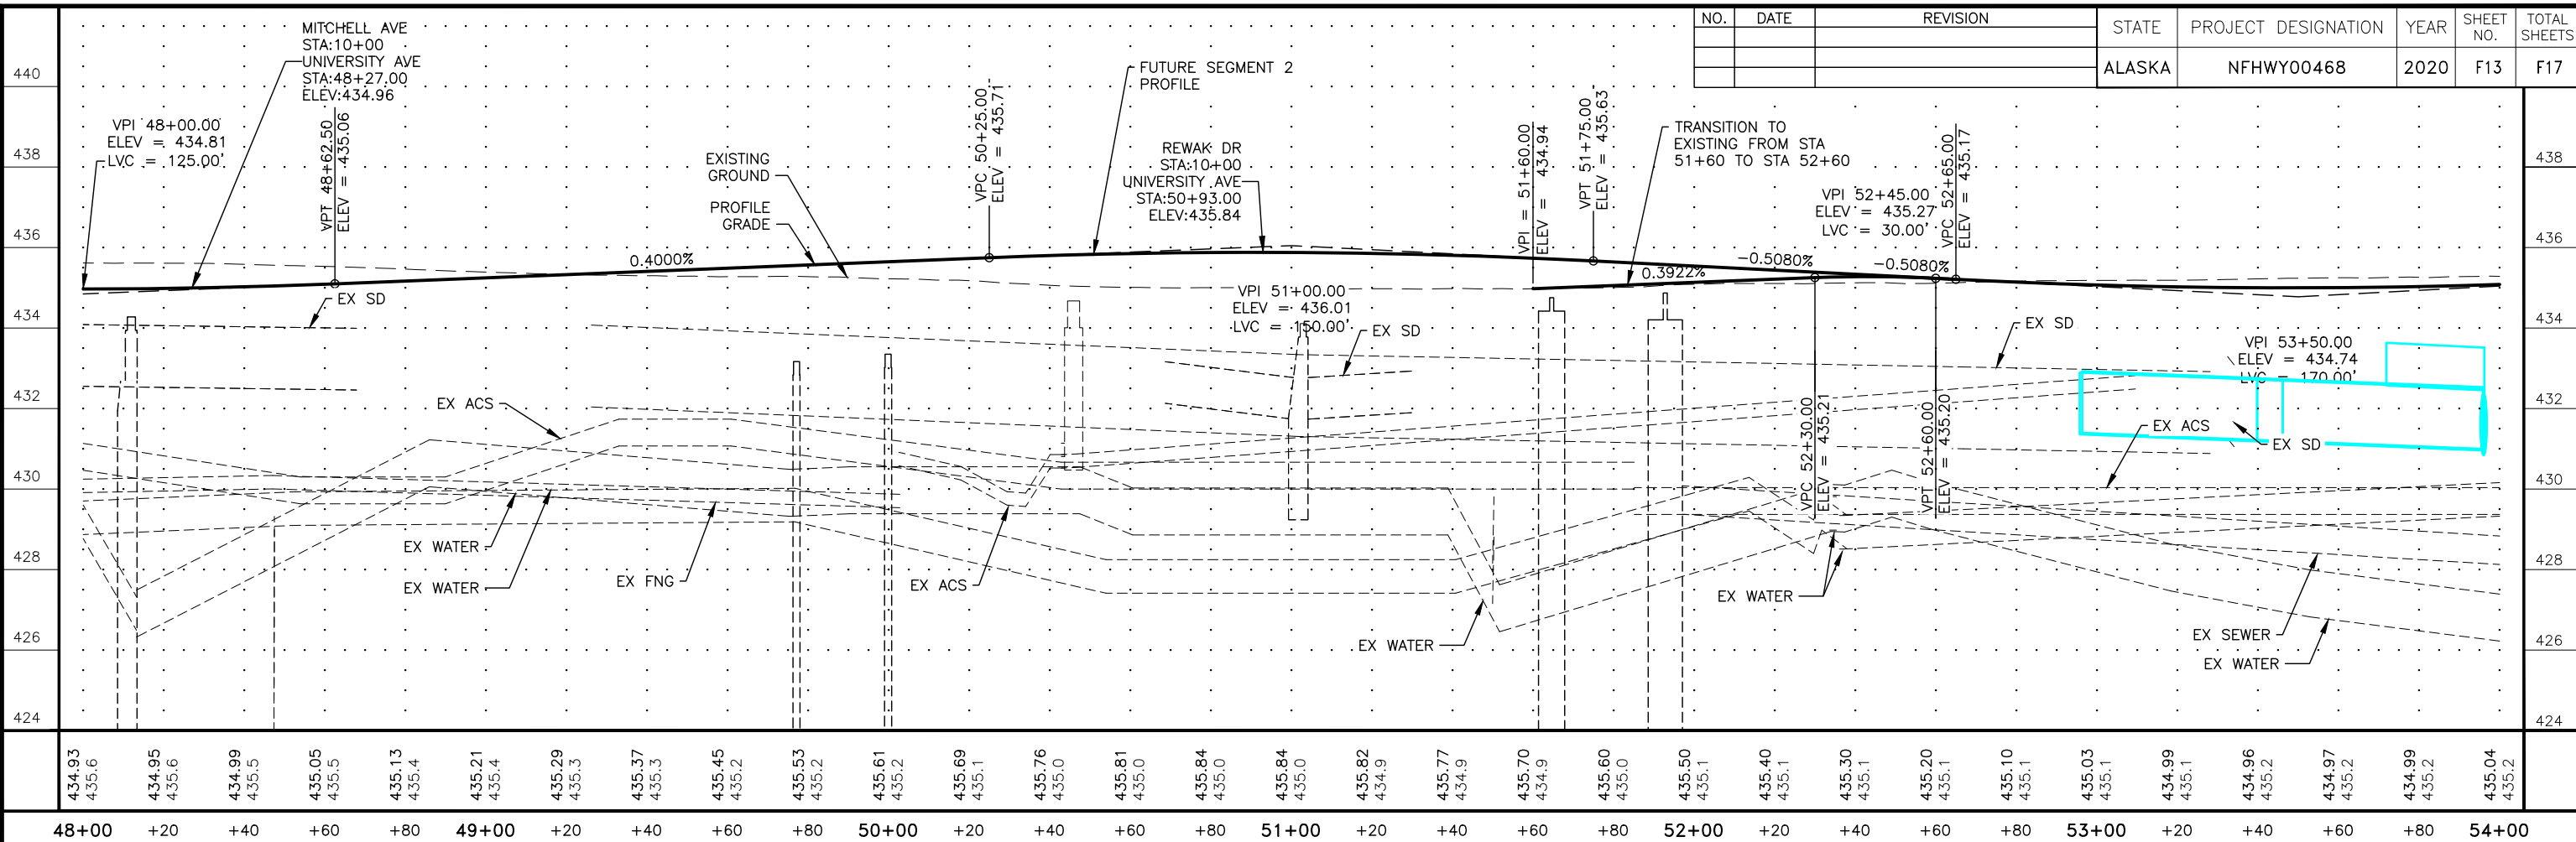 NO. DATE REVISION
STATE PROJECT DESIGNATION YEAR SHEET NO. TOTAL SHEETS
ALASKA NFHWY00468 2020 F13 F17
MITCHELL AVE
STA:10+00
UNIVERSITY AVE
STA:48+27.00
ELEV:434.96
VPI 48+00.00
ELEV = 434.81
LVC = 125.00'
VPT 48+62.50
ELEV = 435.06
EXISTING
GROUND
PROFILE
GRADE
0.4000%
VPC 50+25.00
ELEV = 435.71
FUTURE SEGMENT 2
PROFILE
REWAK DR
STA:10+00
UNIVERSITY AVE
STA:50+93.00
ELEV:435.84
VPI 51+00.00
ELEV = 436.01
LVC = 150.00'
VPI = 51+60.00
ELEV = 434.94
VPT 51+75.00
ELEV = 435.63
TRANSITION TO
EXISTING FROM STA
51+60 TO STA 52+60
0.3922%
-0.5080%
VPI 52+45.00
ELEV = 435.27
LVC = 30.00'
-0.5080%
VPC 52+65.00
ELEV = 435.17
VPC 52+30.00
ELEV = 435.21
VPT 52+60.00
ELEV = 435.20
VPI 53+50.00
ELEV = 434.74
LVC = 170.00'
EX SD
EX SD
EX SD
EX ACS
EX ACS
EX SD
EX WATER
EX WATER
EX FNG
EX ACS
EX WATER
EX WATER
EX SEWER
EX WATER
440
438
436
434
432
430
428
426
424
438
436
434
432
430
428
426
424
434.93 434.95 434.99 435.05 435.13 435.21 435.29 435.37 435.45 435.53 435.61 435.69 435.76 435.81 435.84 435.84 435.82 435.77 435.70 435.60 435.50 435.40 435.30 435.20 435.10 435.03 434.99 434.96 434.97 434.99 435.04
435.6 435.6 435.5 435.5 435.4 435.4 435.3 435.3 435.2 435.2 435.2 435.1 435.0 435.0 435.0 435.0 434.9 434.9 434.9 435.0 435.1 435.1 435.1 435.1 435.1 435.1 435.1 435.2 435.2 435.2 435.2
48+00 +20 +40 +60 +80 49+00 +20 +40 +60 +80 50+00 +20 +40 +60 +80 51+00 +20 +40 +60 +80 52+00 +20 +40 +60 +80 53+00 +20 +40 +60 +80 54+00